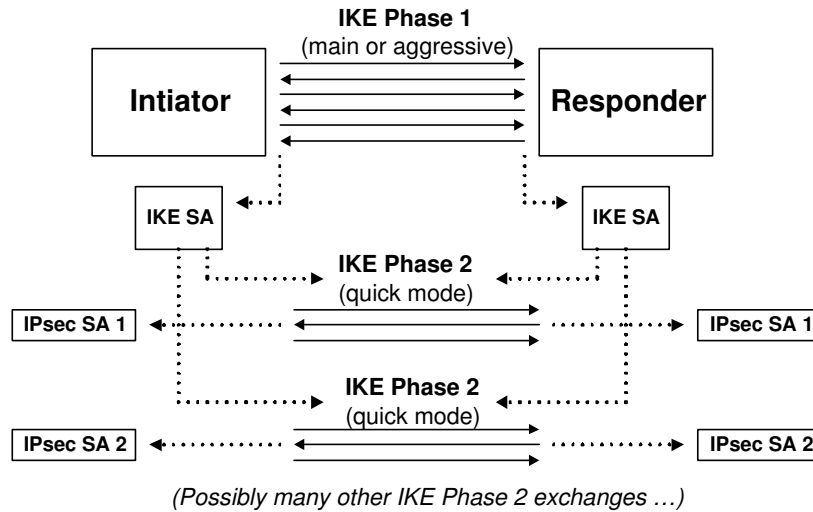 IKE Phase 1
(main or aggressive)
Intiator
Responder
IKE SA
IKE SA
IKE Phase 2
(quick mode)
IPsec SA 1
IPsec SA 1
IKE Phase 2
(quick mode)
IPsec SA 2
IPsec SA 2
(Possibly many other IKE Phase 2 exchanges …)